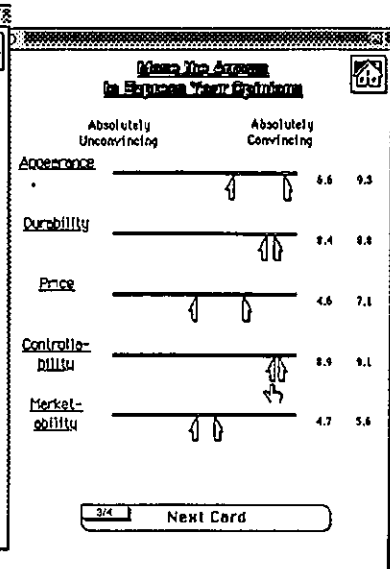 Move the Arrows
to Express Your Opinions
Absolutely Unconvincing
Absolutely Convincing
Appearance
6.6 9.3
Durability
8.4 8.8
Price
4.6 7.1
Controlla-
bility
8.9 9.1
Market-
ability
4.7 5.6
3/4 Next Card